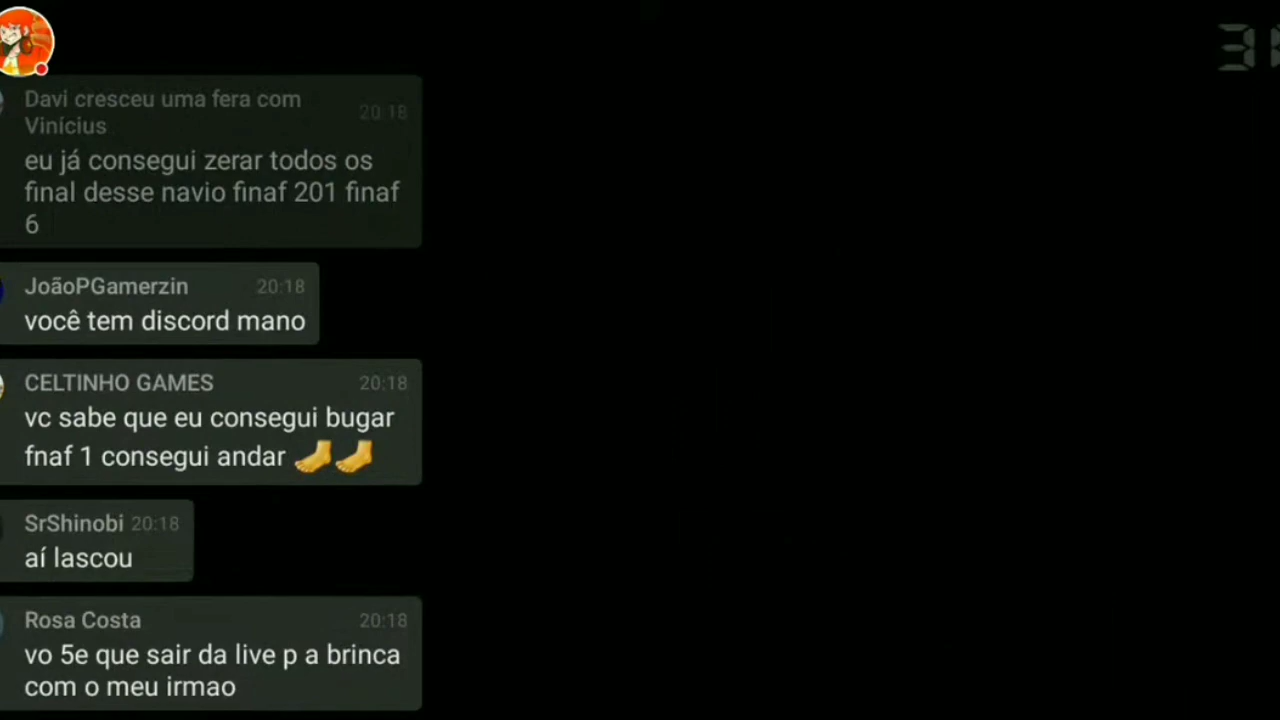 Davi cresceu uma fera com
Vinícius
20:18
eu já consegui zerar todos os
final desse navio finaf 201 finaf
6
JoãoPGamerzin 20:18
você tem discord mano
CELTINHO GAMES 20:18
vc sabe que eu consegui bugar
fnaf 1 consegui andar 🦶🦶
SrShinobi 20:18
aí lascou
Rosa Costa 20:18
vo 5e que sair da live p a brinca
com o meu irmao